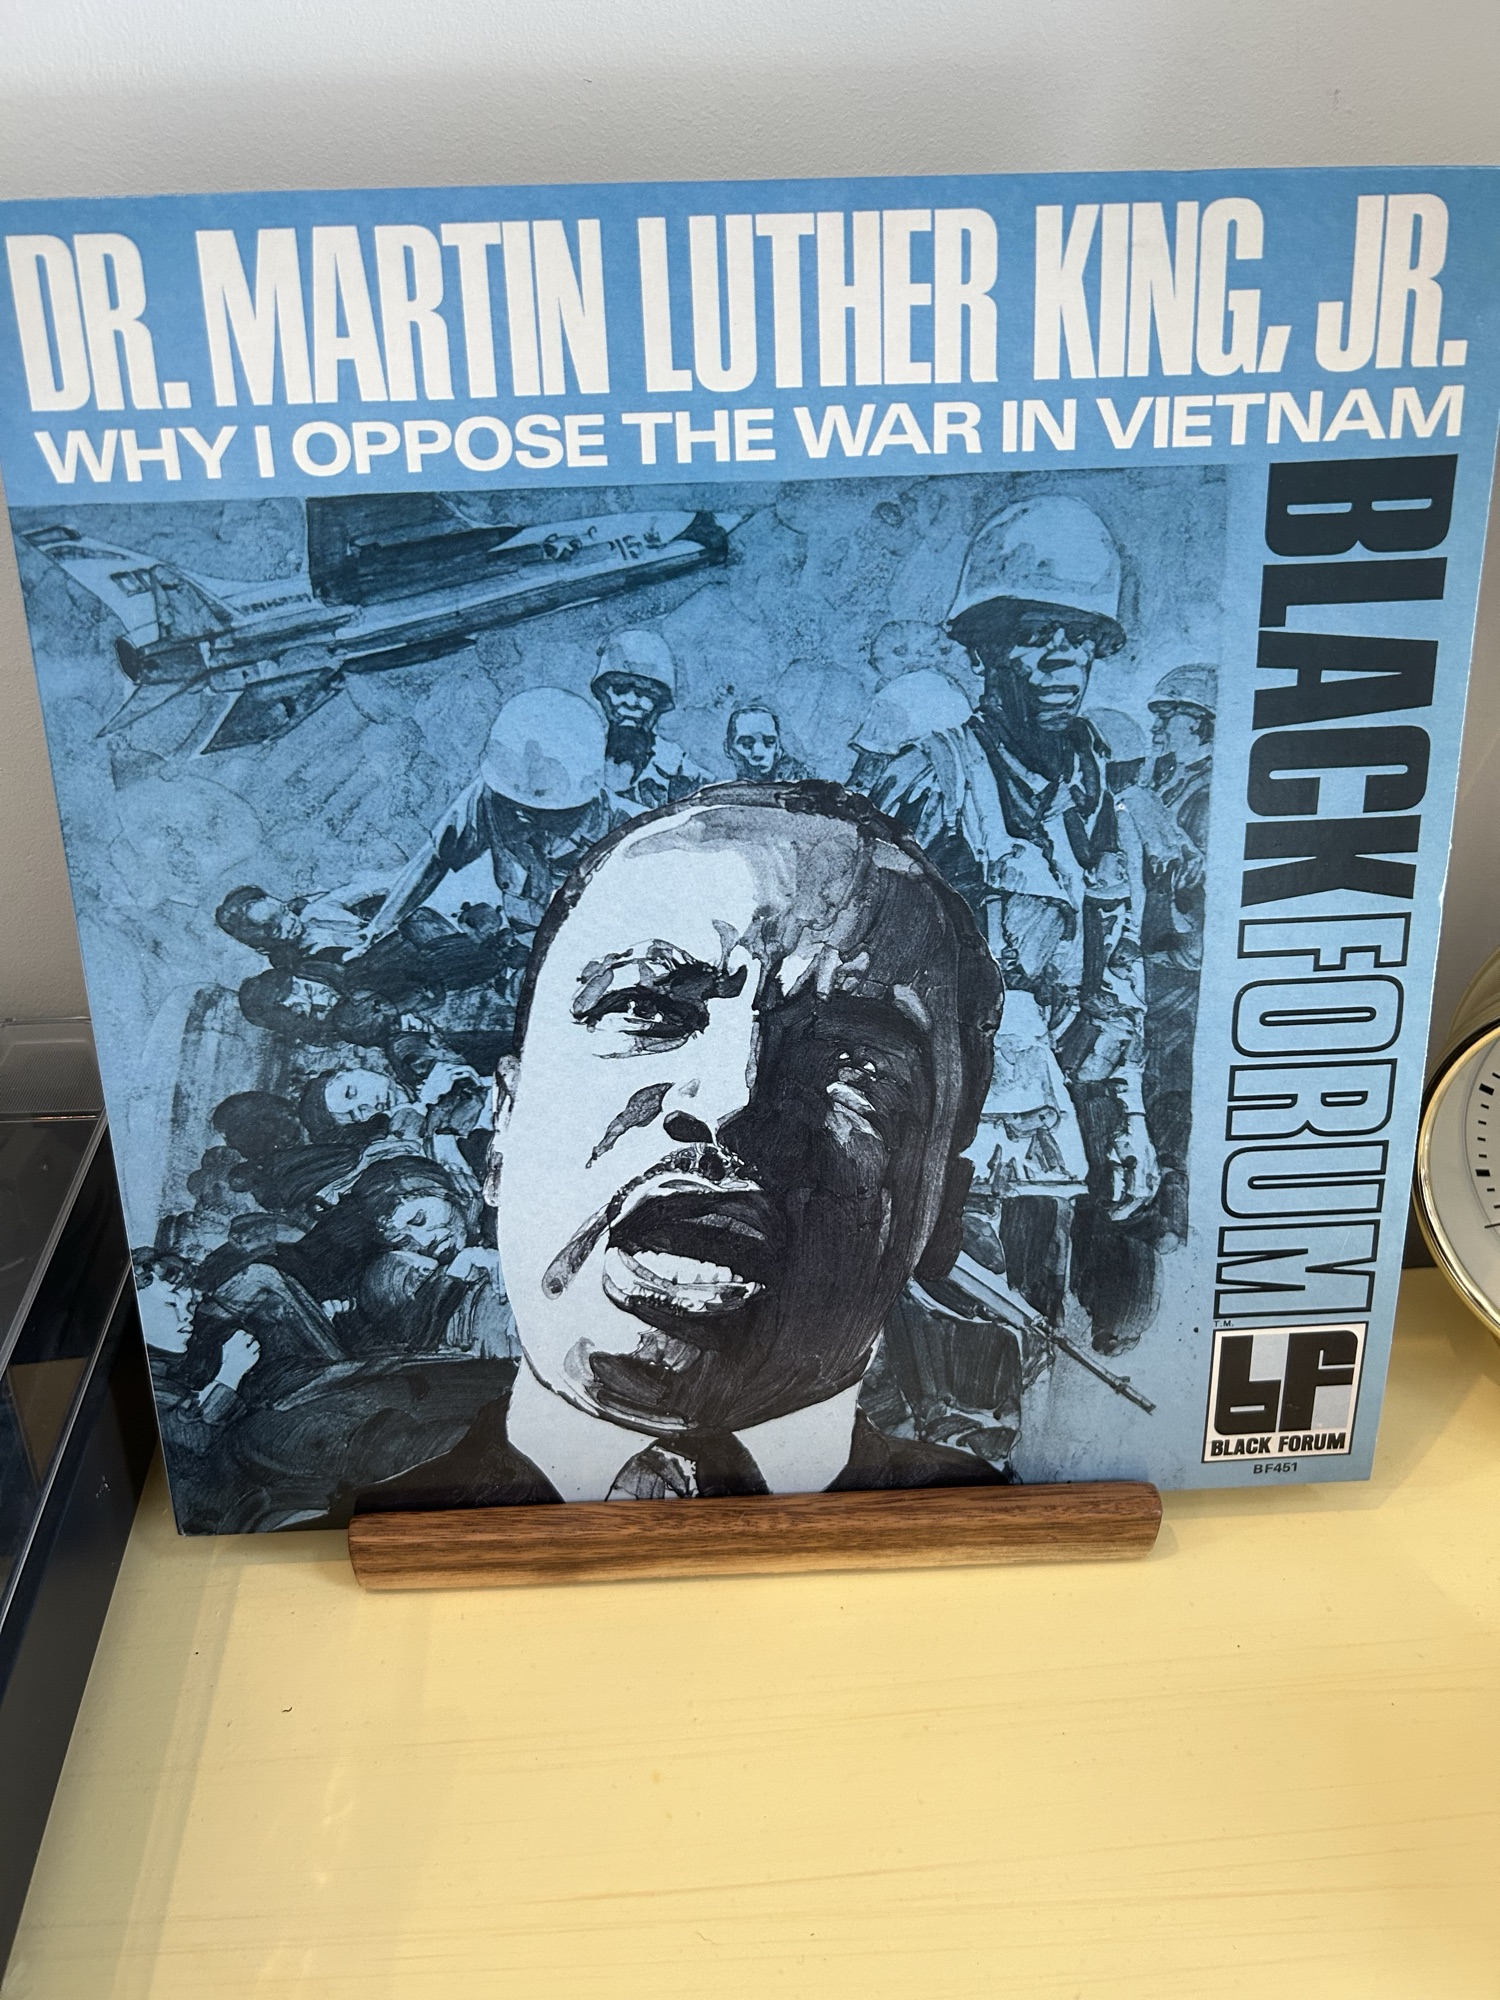 DR. MARTIN LUTHER KING, JR.
WHY I OPPOSE THE WAR IN VIETNAM
BLACK FORUM
T.M.
bF
BLACK FORUM
BF451